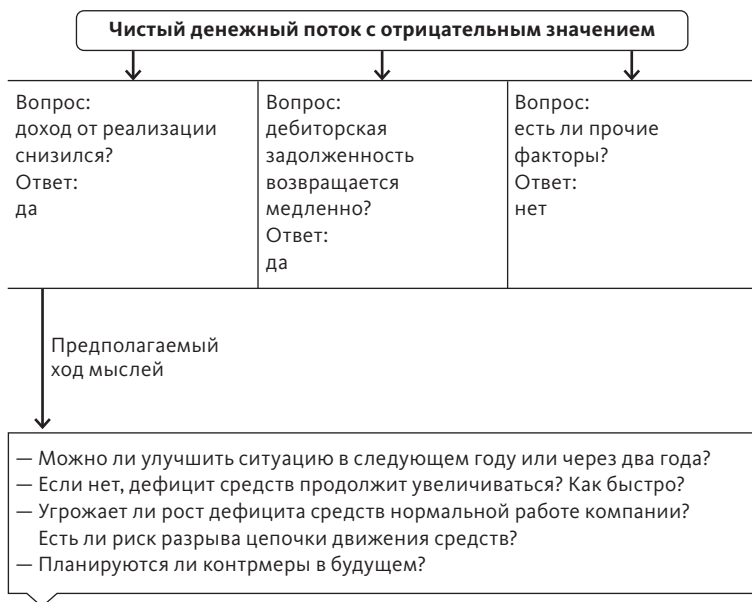 Чистый денежный поток с отрицательным значением
Вопрос:
доход от реализации
снизился?
Ответ:
да
Вопрос:
дебиторская
задолженность
возвращается
медленно?
Ответ:
да
Вопрос:
есть ли прочие
факторы?
Ответ:
нет
Предполагаемый
ход мыслей
— Можно ли улучшить ситуацию в следующем году или через два года?
— Если нет, дефицит средств продолжит увеличиваться? Как быстро?
— Угрожает ли рост дефицита средств нормальной работе компании?
Есть ли риск разрыва цепочки движения средств?
— Планируются ли контрмеры в будущем?